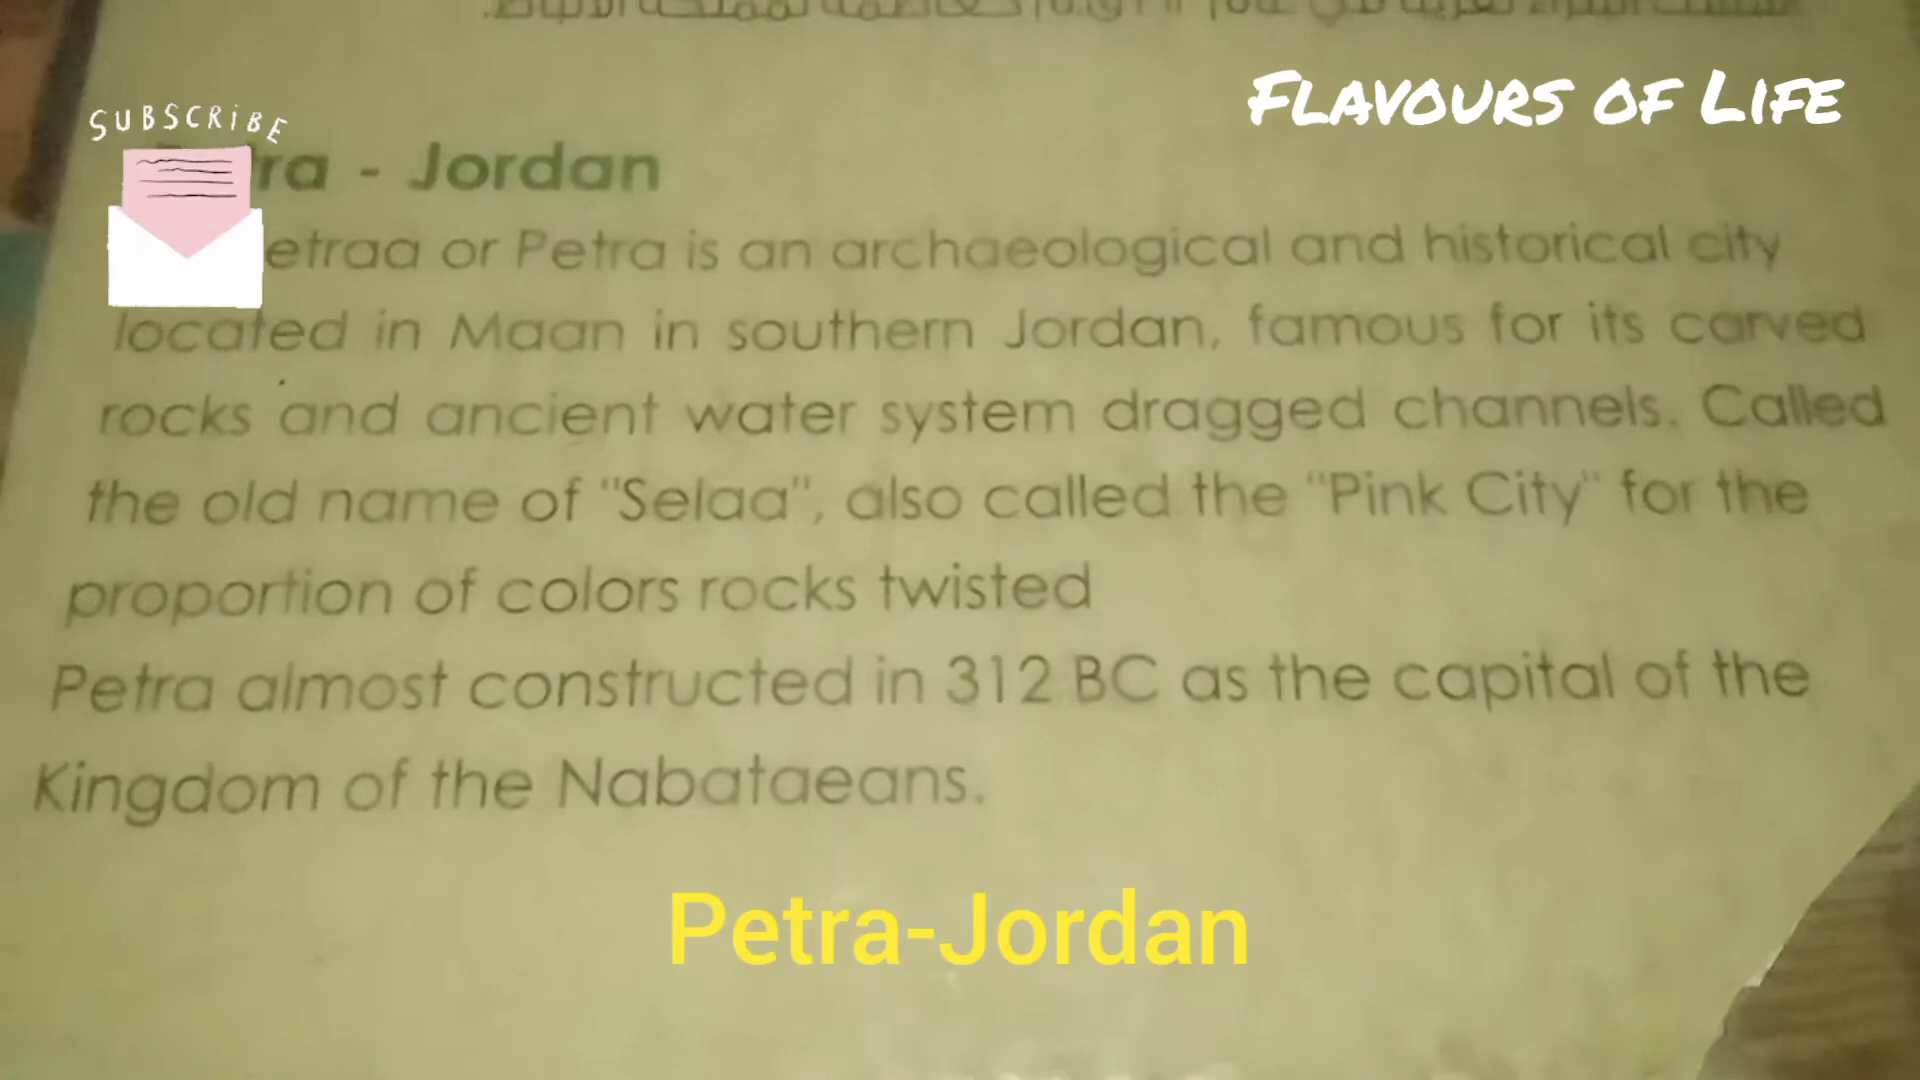 Flavours of Life
SUBSCRiBE
- Jordan
or Petra is an archaeological and historical city
located in Maan in southern Jordan, famous for its carved
rocks and ancient water system dragged channels. Called
the old name of "Selaa", also called the "Pink City" for the
proportion of colors rocks twisted
Petra almost constructed in 312 BC as the capital of the
Kingdom of the Nabataeans.
Petra-Jordan